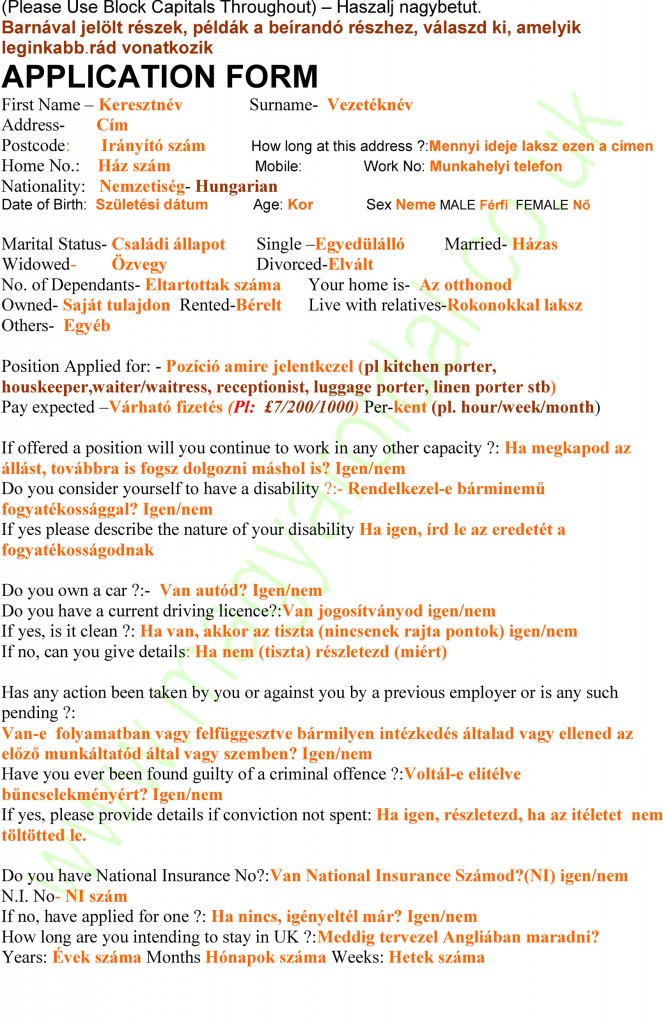 (Please Use Block Capitals Throughout) – Haszalj nagybetut.
Barnával jelölt részek, példák a beírandó részhez, válaszd ki, amelyik
leginkabb.rád vonatkozik
APPLICATION FORM
First Name – Keresztnév Surname- Vezetéknév
Address- Cím
Postcode: Irányító szám How long at this address ?:Mennyi ideje laksz ezen a címen
Home No.: Ház szám Mobile: Work No: Munkahelyi telefon
Nationality: Nemzetiség- Hungarian
Date of Birth: Születési dátum Age: Kor Sex Neme MALE Férfi FEMALE Nő
Marital Status- Családi állapot Single –Egyedülálló Married- Házas
Widowed- Özvegy Divorced-Elvált
No. of Dependants- Eltartottak száma Your home is- Az otthonod
Owned- Saját tulajdon Rented-Bérelt Live with relatives-Rokonokkal laksz
Others- Egyéb
Position Applied for: - Pozíció amire jelentkezel (pl kitchen porter,
houskeeper,waiter/waitress, receptionist, luggage porter, linen porter stb)
Pay expected –Várható fizetés (Pl: £7/200/1000) Per-kent (pl. hour/week/month)
If offered a position will you continue to work in any other capacity ?: Ha megkapod az
állást, továbbra is fogsz dolgozni máshol is? Igen/nem
Do you consider yourself to have a disability ?:- Rendelkezel-e bárminemű
fogyatékossággal? Igen/nem
If yes please describe the nature of your disability Ha igen, írd le az eredetét a
fogyatékosságodnak
Do you own a car ?:- Van autód? Igen/nem
Do you have a current driving licence?:Van jogosítványod igen/nem
If yes, is it clean ?: Ha van, akkor az tiszta (nincsenek rajta pontok) igen/nem
If no, can you give details: Ha nem (tiszta) részletezd (miért)
Has any action been taken by you or against you by a previous employer or is any such
pending ?:
Van-e folyamatban vagy felfüggesztve bármilyen intézkedés általad vagy ellened az
előző munkáltatód által vagy szemben? Igen/nem
Have you ever been found guilty of a criminal offence ?:Voltál-e elitélve
bűncselekményért? Igen/nem
If yes, please provide details if conviction not spent: Ha igen, részletezd, ha az itéletet nem
töltötted le.
Do you have National Insurance No?:Van National Insurance Számod?(NI) igen/nem
N.I. No- NI szám
If no, have applied for one ?: Ha nincs, igényeltél már? Igen/nem
How long are you intending to stay in UK ?:Meddig tervezel Angliában maradni?
Years: Évek száma Months Hónapok száma Weeks: Hetek száma
www.magyaroldal.co.uk